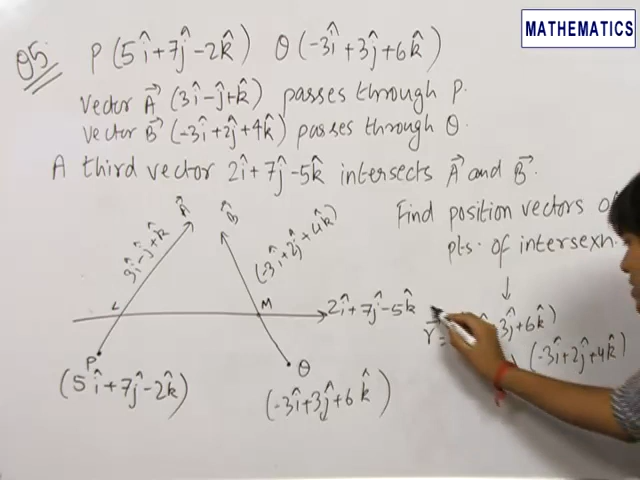 MATHEMATICS
Q5 P(5î+7ĵ-2k̂) Q(-3î+3ĵ+6k̂)
Vector A⃗ (3î-ĵ+k̂) passes through P.
Vector B⃗ (-3î+2ĵ+4k̂) passes through Q.
A third vector 2î+7ĵ-5k̂ intersects A⃗ and B⃗.
Find position vectors
pts. of intersexn.
A⃗
B⃗
3î-ĵ+k̂
(-3î+2ĵ+4k̂)
L
M
2î+7ĵ-5k̂
r⃗ =
3ĵ+6k̂)
(-3î+2ĵ+4k̂)
P
(5î+7ĵ-2k̂)
Q
(-3î+3ĵ+6k̂)